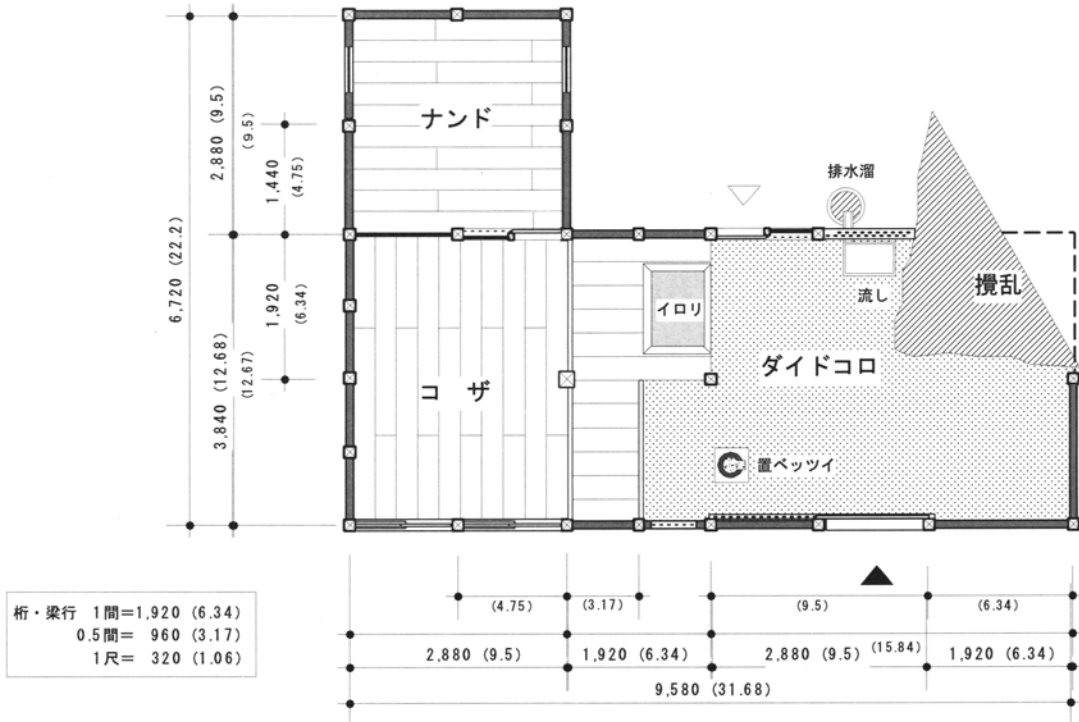 ナンド
排水溜
流し
攪乱
イロリ
ダイドコロ
コ ザ
置ベッツイ
6,720 (22.2)
2,880 (9.5)
(9.5)
1,440
(4.75)
1,920
(6.34)
3,840 (12.68)
(12.67)
(4.75)
(3.17)
(9.5)
(6.34)
2,880 (9.5)
1,920 (6.34)
2,880 (9.5)
(15.84)
1,920 (6.34)
9,580 (31.68)
桁・梁行 1間=1,920 (6.34)
0.5間= 960 (3.17)
1尺= 320 (1.06)